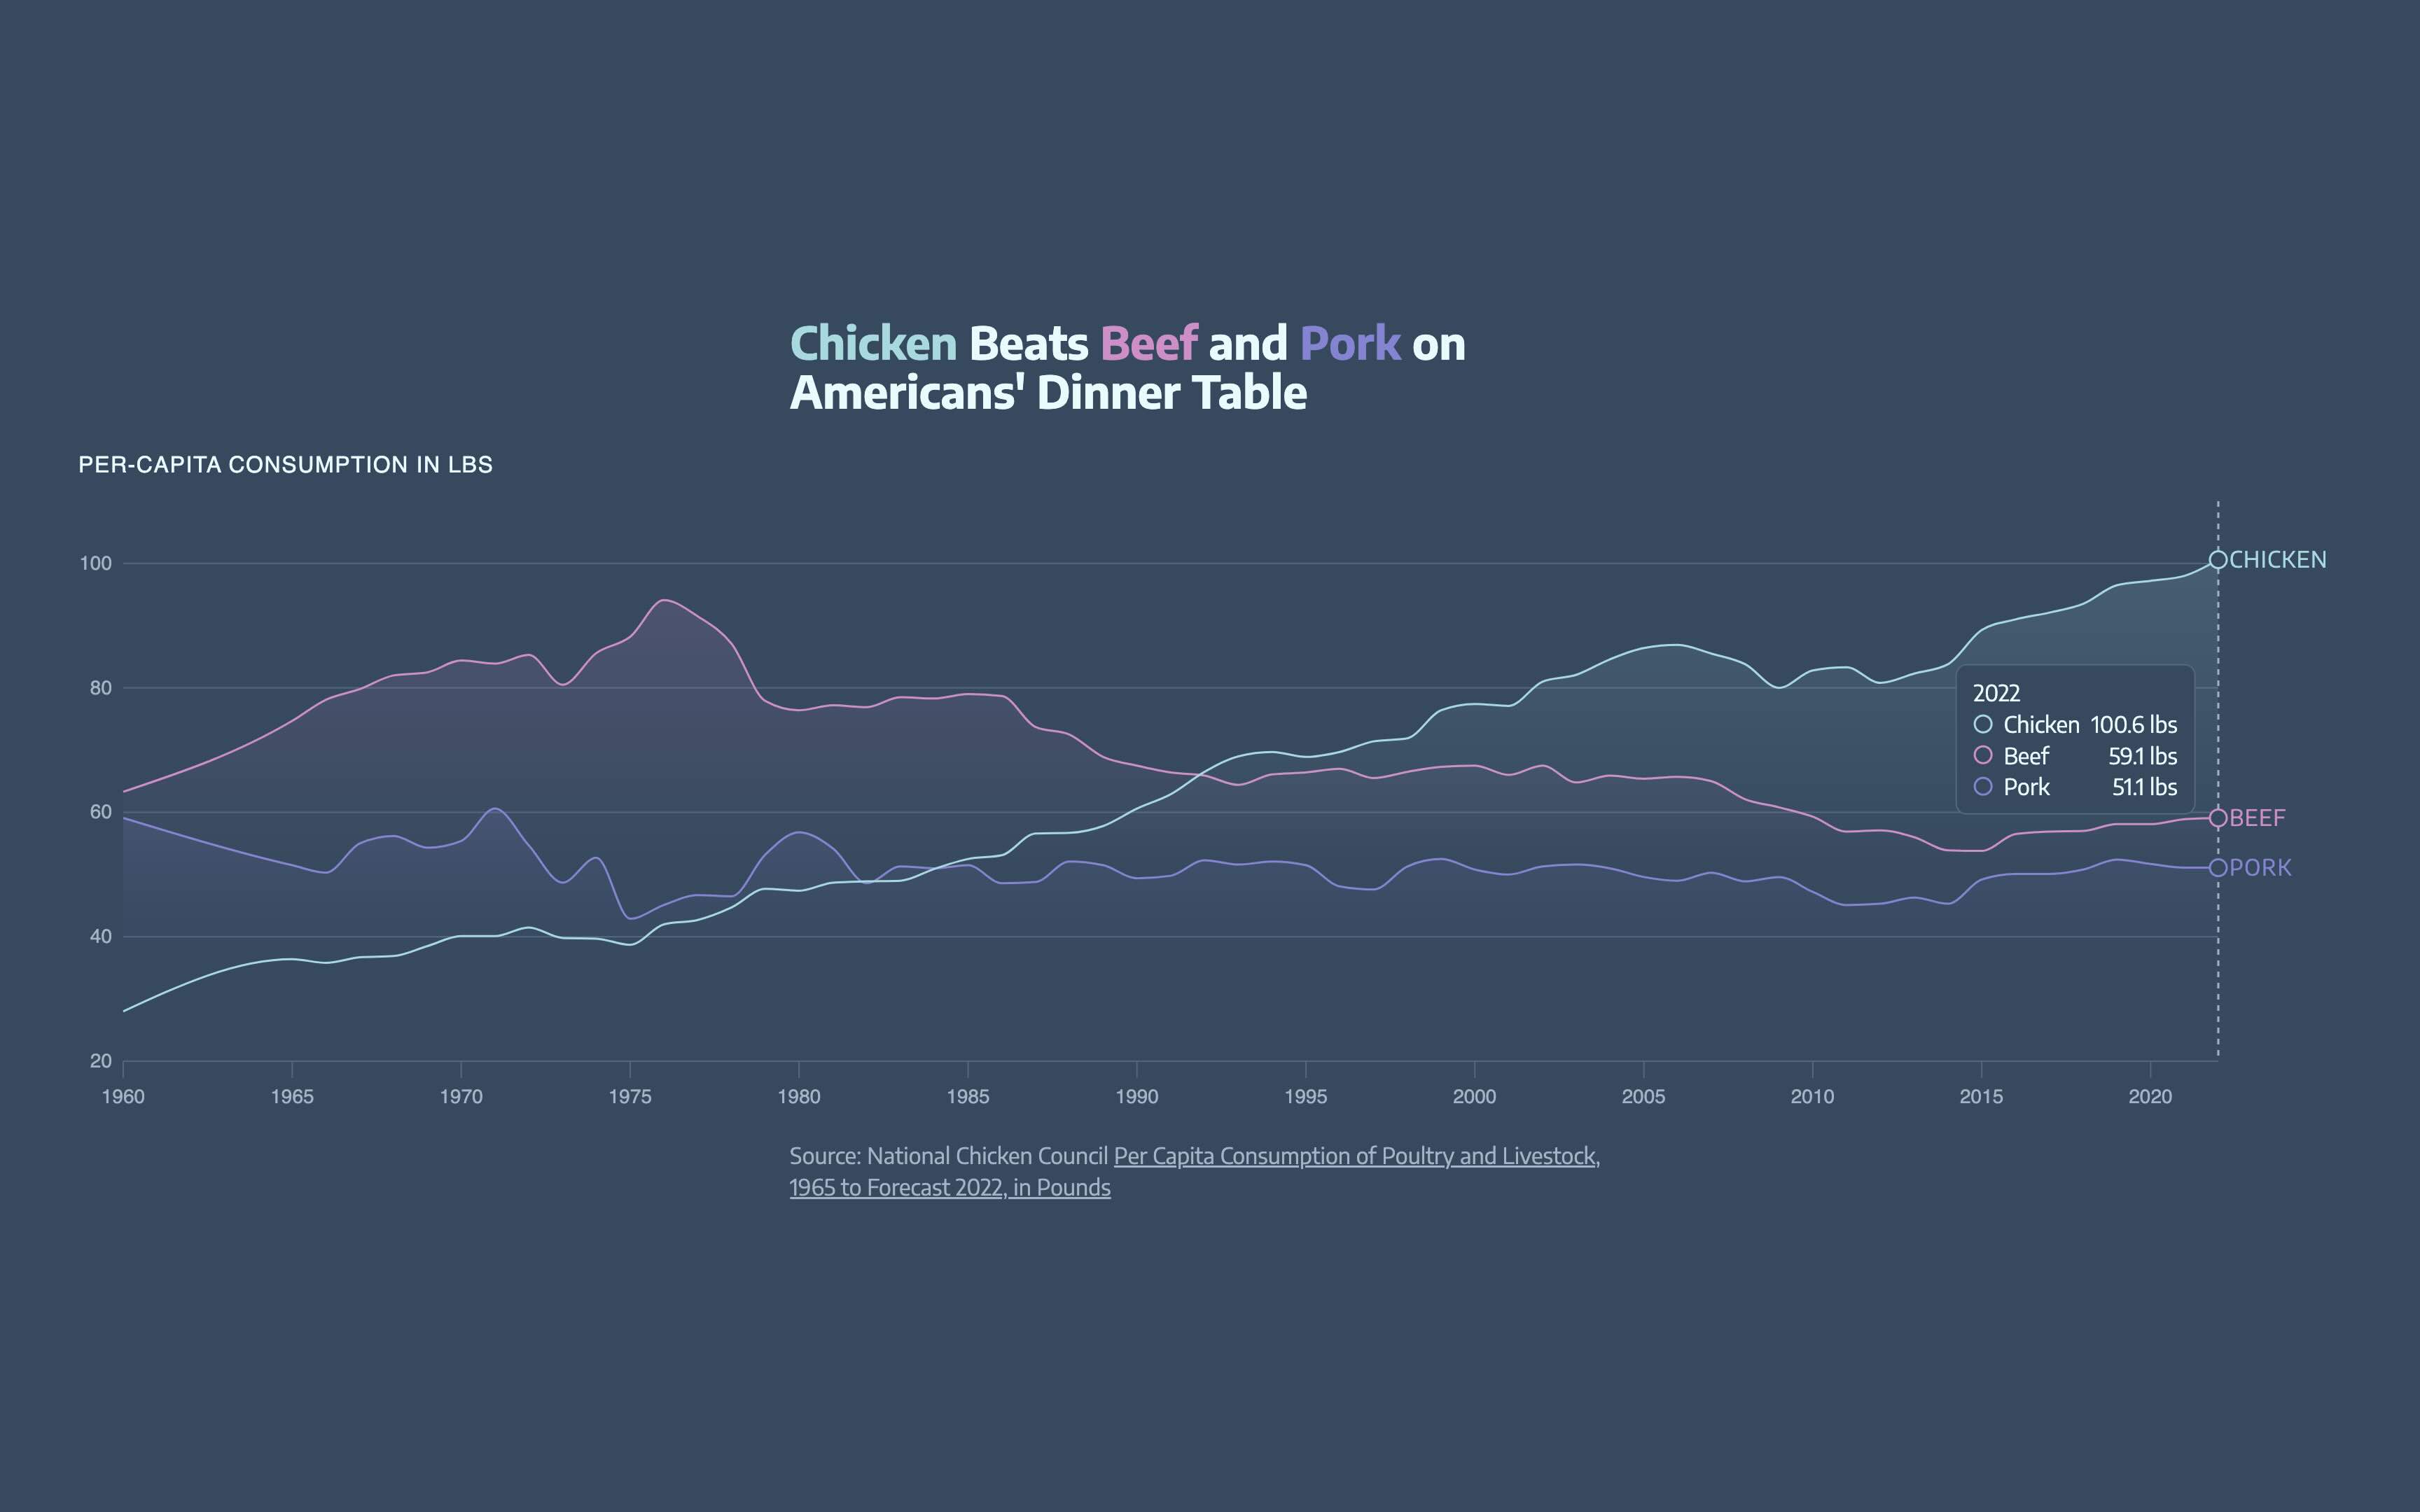 Chicken Beats Beef and Pork on
Americans' Dinner Table
PER-CAPITA CONSUMPTION IN LBS
100
80
60
40
20
CHICKEN
2022
Chicken 100.6 lbs
Beef 59.1 lbs
Pork 51.1 lbs
BEEF
PORK
1960 1965 1970 1975 1980 1985 1990 1995 2000 2005 2010 2015 2020
Source: National Chicken Council Per Capita Consumption of Poultry and Livestock,
1965 to Forecast 2022, in Pounds